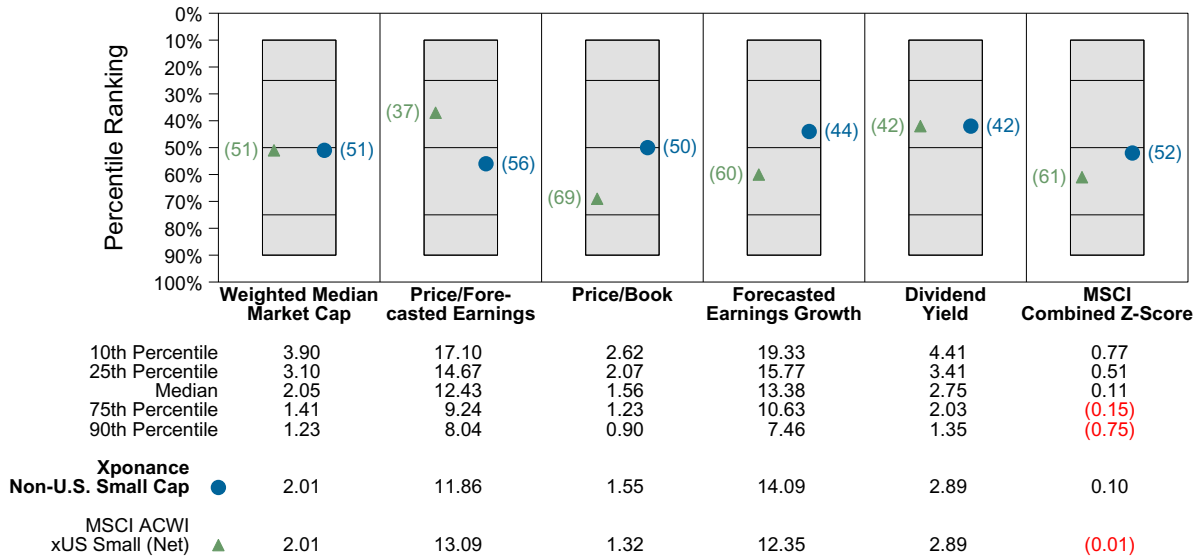 0%
10%
20%
30%
40%
50%
60%
70%
80%
90%
100%
Percentile Ranking
(51) (51)
(37) (56)
(69) (50)
(60) (44)
(42) (42)
(61) (52)
Weighted Median Market Cap
Price/Fore-casted Earnings
Price/Book
Forecasted Earnings Growth
Dividend Yield
MSCI Combined Z-Score
10th Percentile 3.90 17.10 2.62 19.33 4.41 0.77
25th Percentile 3.10 14.67 2.07 15.77 3.41 0.51
Median 2.05 12.43 1.56 13.38 2.75 0.11
75th Percentile 1.41 9.24 1.23 10.63 2.03 (0.15)
90th Percentile 1.23 8.04 0.90 7.46 1.35 (0.75)
Xponance
Non-U.S. Small Cap 2.01 11.86 1.55 14.09 2.89 0.10
MSCI ACWI
xUS Small (Net) 2.01 13.09 1.32 12.35 2.89 (0.01)